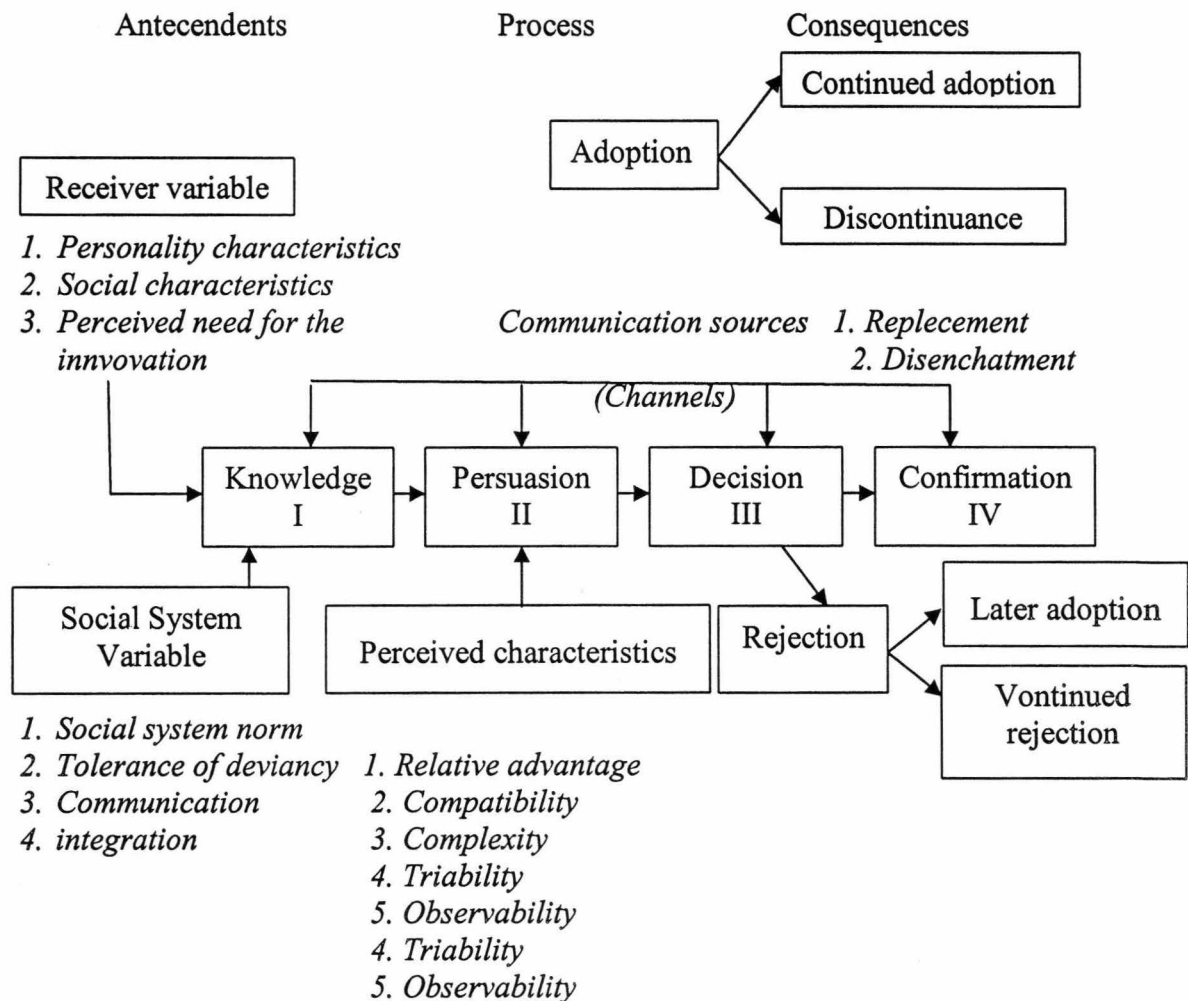 Antecendents Process Consequences
Continued adoption
Adoption
Receiver variable
Discontinuance
1. Personality characteristics
2. Social characteristics
3. Perceived need for the
innvovation
Communication sources 1. Replecement
2. Disenchatment
(Channels)
Knowledge
I
Persuasion
II
Decision
III
Confirmation
IV
Social System
Variable
Perceived characteristics
Rejection
Later adoption
Vontinued
rejection
1. Social system norm
2. Tolerance of deviancy
3. Communication
4. integration
1. Relative advantage
2. Compatibility
3. Complexity
4. Triability
5. Observability
4. Triability
5. Observability